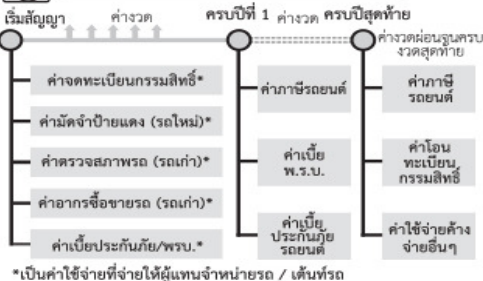 เริ่มสัญญา
ค่างวด
ครบปีที่ 1
ค่างวด
ครบปีสุดท้าย
ค่างวดผ่อนจนครบ
งวดสุดท้าย
ค่าจดทะเบียนกรรมสิทธิ์*
ค่ามัดจำป้ายแดง (รถใหม่)*
ค่าตรวจสภาพรถ (รถเก่า)*
ค่าอากรซื้อขายรถ (รถเก่า)*
ค่าเบี้ยประกันภัย/พรบ.*
ค่าภาษีรถยนต์
ค่าเบี้ย
พ.ร.บ.
ค่าเบี้ย
ประกันภัย
รถยนต์
ค่าภาษี
รถยนต์
ค่าโอน
ทะเบียน
กรรมสิทธิ์
ค่าใช้จ่ายค้าง
จ่ายอื่นๆ
*เป็นค่าใช้จ่ายที่จ่ายให้ผู้แทนจำหน่ายรถ / เต้นท์รถ